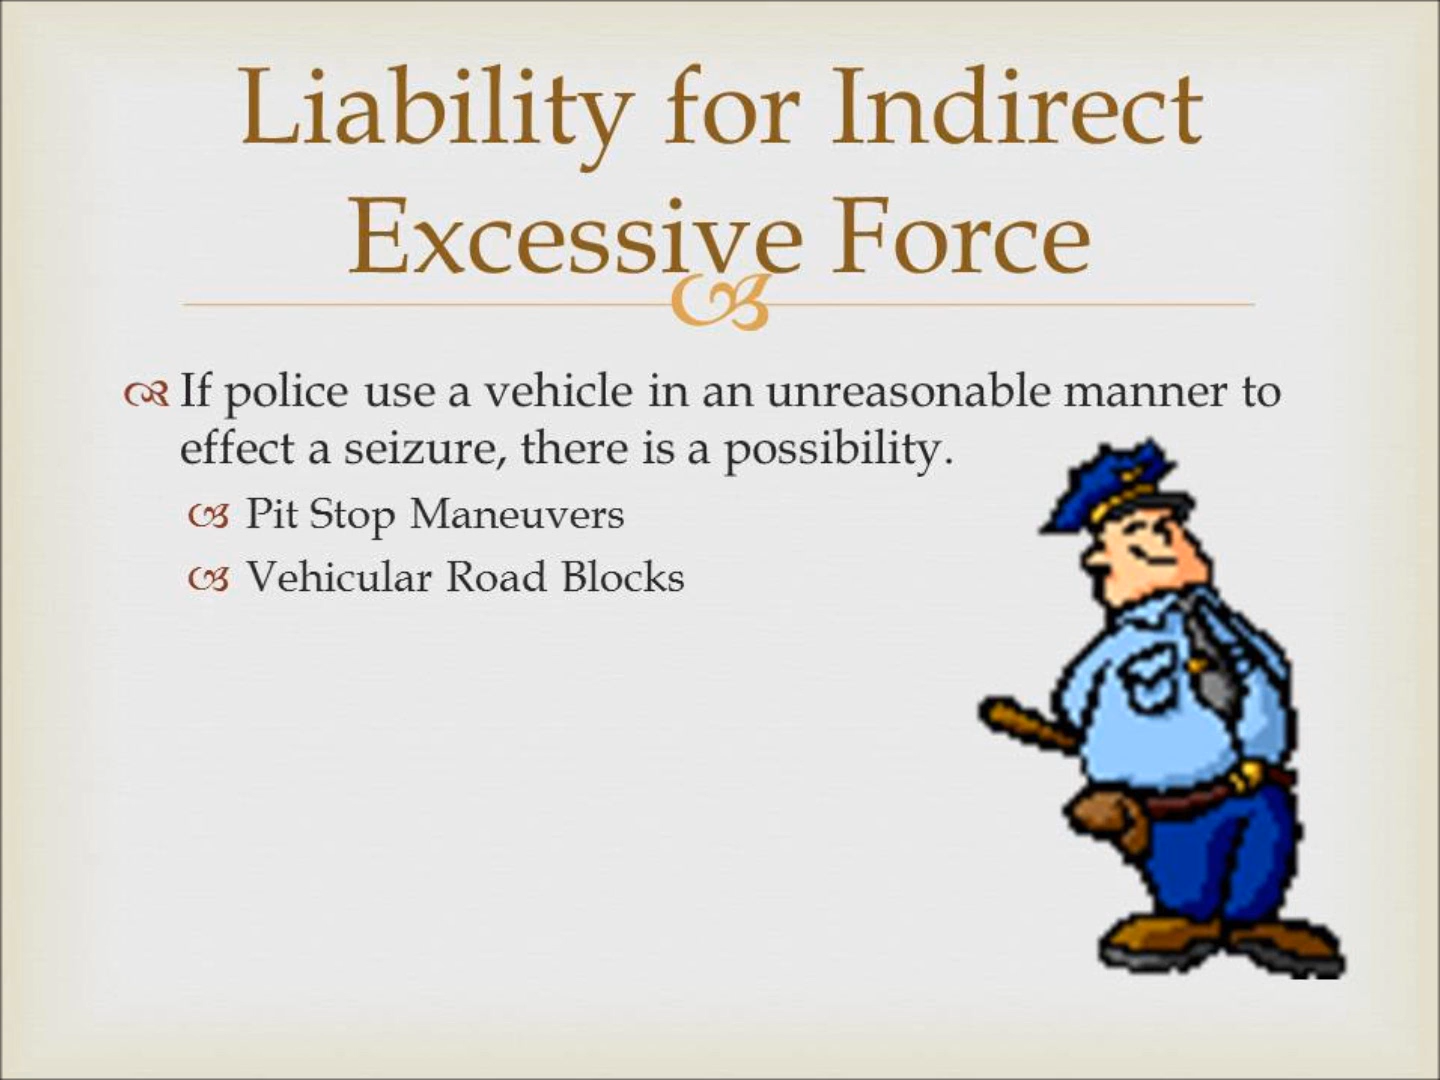 Liability for Indirect
Excessive Force
If police use a vehicle in an unreasonable manner to
effect a seizure, there is a possibility.
Pit Stop Maneuvers
Vehicular Road Blocks